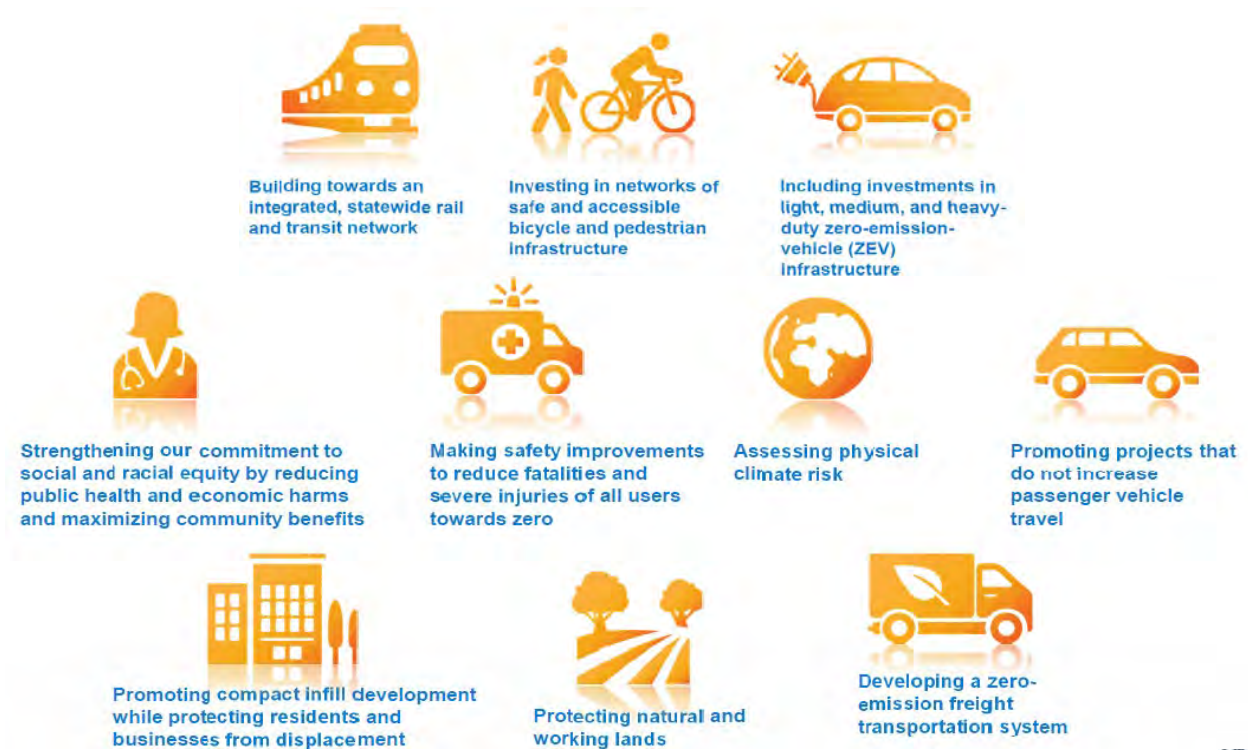 Building towards an
integrated, statewide rail
and transit network
Investing in networks of
safe and accessible
bicycle and pedestrian
infrastructure
Including investments in
light, medium, and heavy-
duty zero-emission-
vehicle (ZEV)
infrastructure
Strengthening our commitment to
social and racial equity by reducing
public health and economic harms
and maximizing community benefits
Making safety improvements
to reduce fatalities and
severe injuries of all users
towards zero
Assessing physical
climate risk
Promoting projects that
do not increase
passenger vehicle
travel
Promoting compact infill development
while protecting residents and
businesses from displacement
Protecting natural and
working lands
Developing a zero-
emission freight
transportation system